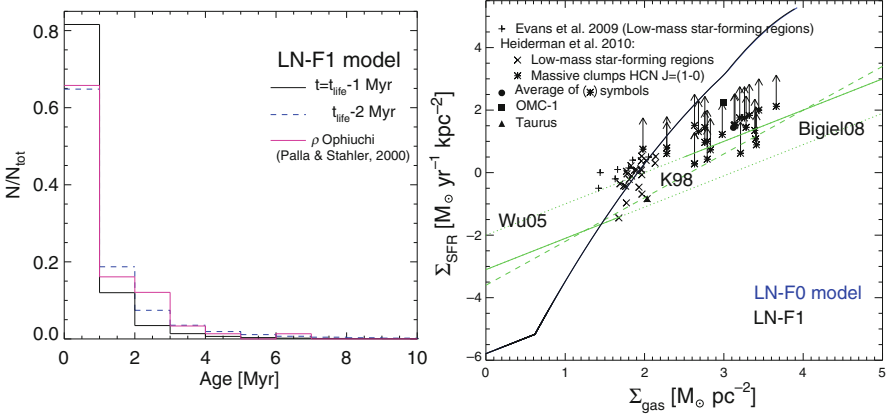 LN-F1 model
t=t_life-1 Myr
t_life-2 Myr
ρ Ophiuchi
(Palla & Stahler, 2000)
N/N_tot
0.8
0.6
0.4
0.2
0.0
0 2 4 6 8 10
Age [Myr]
Evans et al. 2009 (Low-mass star-forming regions)
Heiderman et al. 2010:
Low-mass star-forming regions
Massive clumps HCN J=(1-0)
Average of (⁎) symbols
OMC-1
Taurus
Bigiel08
K98
Wu05
LN-F0 model
LN-F1
Σ_SFR [M_⊙ yr⁻¹ kpc⁻²]
4
2
0
-2
-4
-6
0 1 2 3 4 5
Σ_gas [M_⊙ pc⁻²]